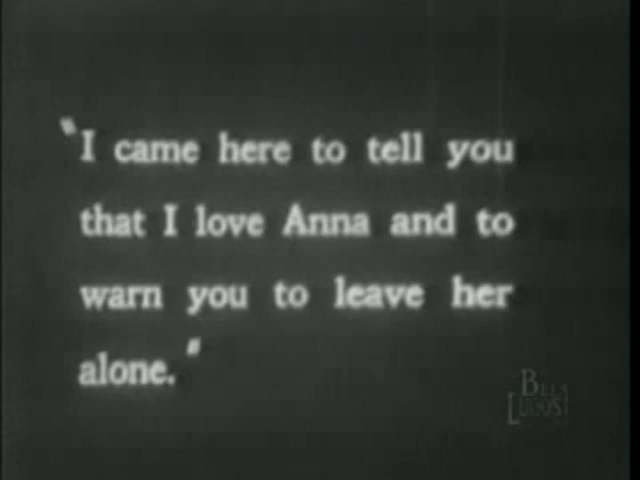 "I came here to tell you
that I love Anna and to
warn you to leave her
alone."